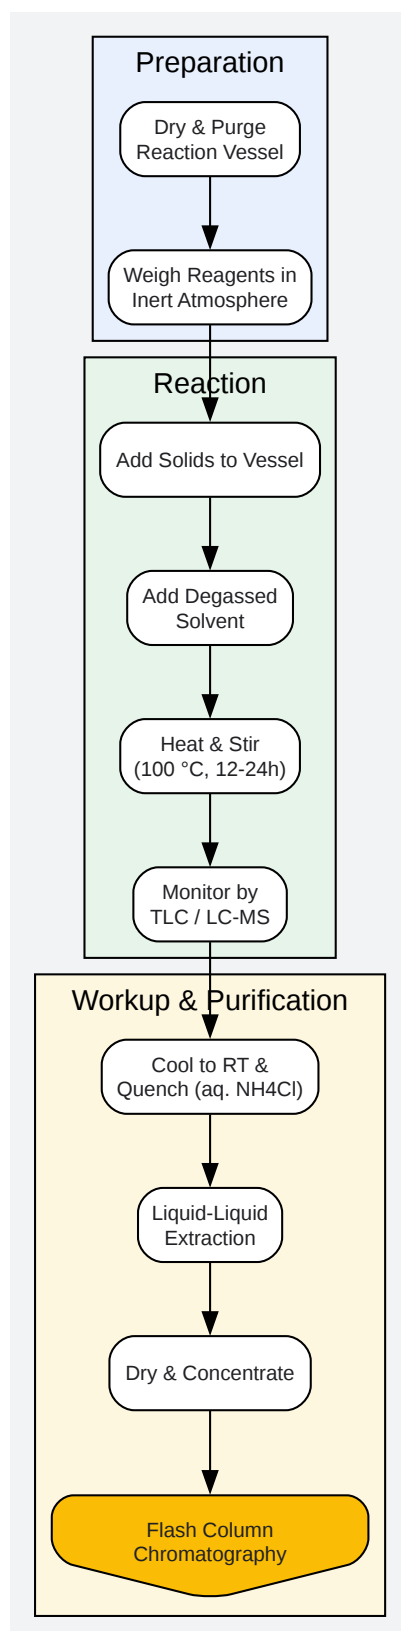 Preparation
Dry & Purge
Reaction Vessel
Weigh Reagents in
Inert Atmosphere
Reaction
Add Solids to Vessel
Add Degassed
Solvent
Heat & Stir
(100 °C, 12-24h)
Monitor by
TLC / LC-MS
Workup & Purification
Cool to RT &
Quench (aq. NH4Cl)
Liquid-Liquid
Extraction
Dry & Concentrate
Flash Column
Chromatography